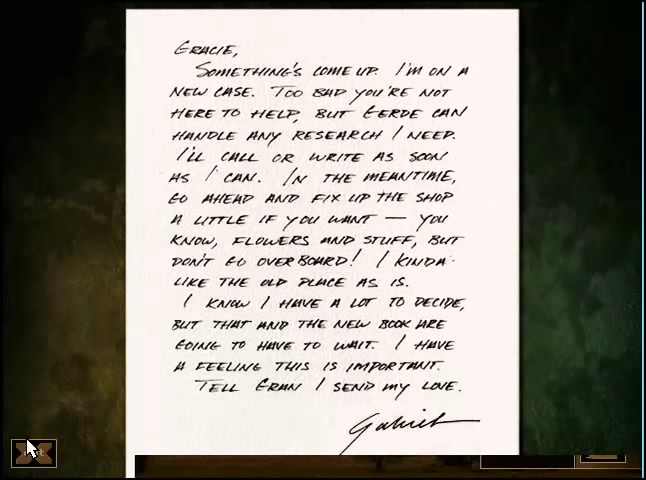 GRACIE,
SOMETHING'S COME UP. I'M ON A
NEW CASE. TOO BAD YOU'RE NOT
HERE TO HELP, BUT GERDE CAN
HANDLE ANY RESEARCH I NEED.
I'LL CALL OR WRITE AS SOON
AS I CAN. IN THE MEANTIME,
GO AHEAD AND FIX UP THE SHOP
A LITTLE IF YOU WANT — YOU
KNOW, FLOWERS AND STUFF, BUT
DON'T GO OVERBOARD! I KINDA
LIKE THE OLD PLACE AS IS.
I KNOW I HAVE A LOT TO DECIDE,
BUT THAT AND THE NEW BOOK ARE
GOING TO HAVE TO WAIT. I HAVE
A FEELING THIS IS IMPORTANT.
TELL GRAN I SEND MY LOVE.
Gabriel